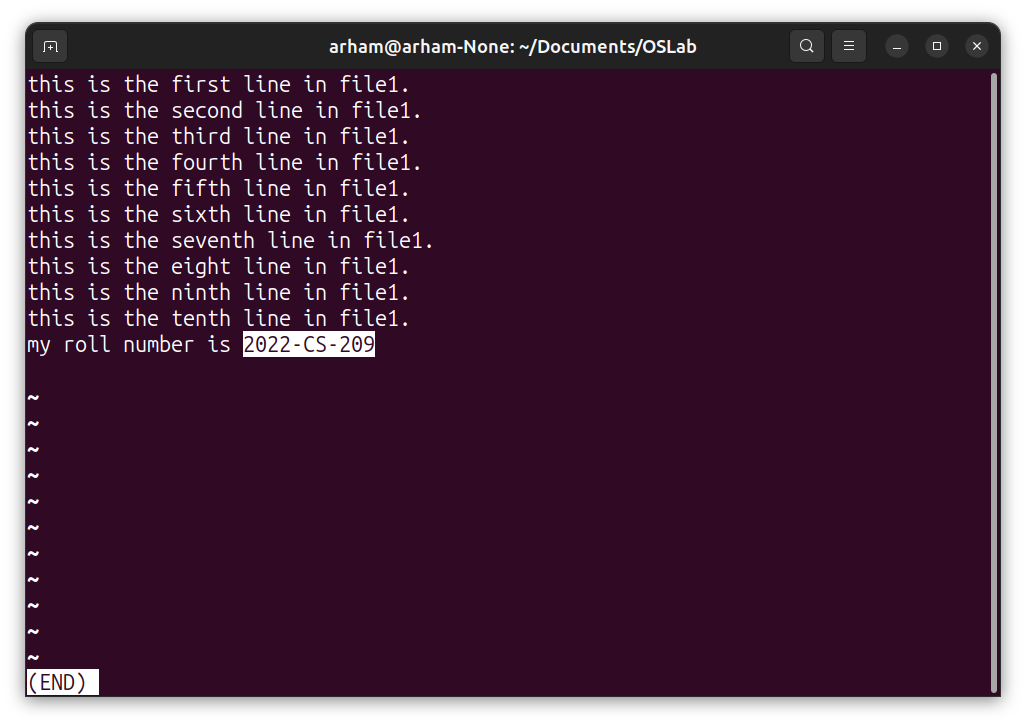 arham@arham-None: ~/Documents/OSLab
this is the first line in file1.
this is the second line in file1.
this is the third line in file1.
this is the fourth line in file1.
this is the fifth line in file1.
this is the sixth line in file1.
this is the seventh line in file1.
this is the eight line in file1.
this is the ninth line in file1.
this is the tenth line in file1.
my roll number is 2022-CS-209
~
~
~
~
~
~
~
~
~
~
~
(END)